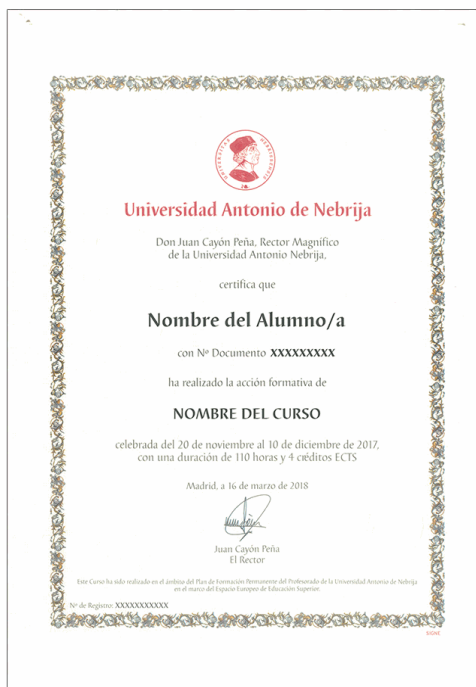 Universidad Antonio de Nebrija
Don Juan Cayón Peña, Rector Magnífico
de la Universidad Antonio Nebrija,
certifica que
Nombre del Alumno/a
con Nº Documento XXXXXXXXX
ha realizado la acción formativa de
NOMBRE DEL CURSO
celebrada del 20 de noviembre al 10 de diciembre de 2017,
con una duración de 110 horas y 4 créditos ECTS
Madrid, a 16 de marzo de 2018
Juan Cayón Peña
El Rector
Este Curso ha sido realizado en el ámbito del Plan de Formación Permanente del Profesorado de la Universidad Antonio de Nebrija
en el marco del Espacio Europeo de Educación Superior.
Nº de Registro: XXXXXXXXXXX